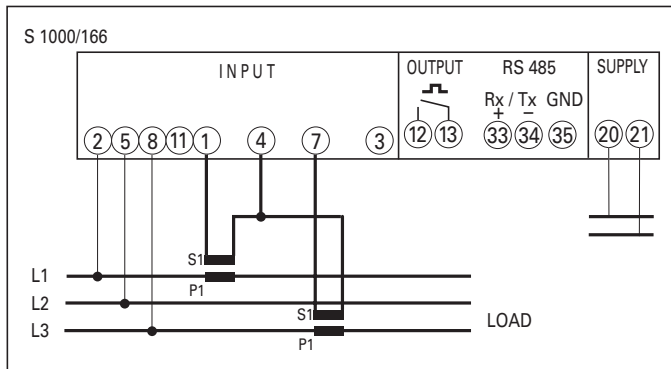 S 1000/166
INPUT
OUTPUT RS 485 SUPPLY
Rx / Tx GND
+ −
2 5 8 11 1 4 7 3 12 13 33 34 35 20 21
S1
L1
P1
L2
S1
LOAD
L3
P1